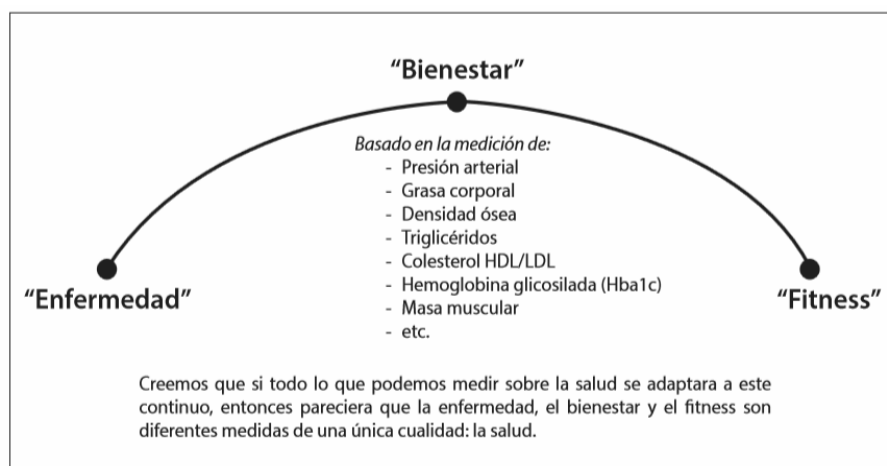 “Bienestar”
Basado en la medición de:
- Presión arterial
- Grasa corporal
- Densidad ósea
- Triglicéridos
- Colesterol HDL/LDL
- Hemoglobina glicosilada (Hba1c)
- Masa muscular
- etc.
“Enfermedad”
“Fitness”
Creemos que si todo lo que podemos medir sobre la salud se adaptara a este
continuo, entonces pareciera que la enfermedad, el bienestar y el fitness son
diferentes medidas de una única cualidad: la salud.